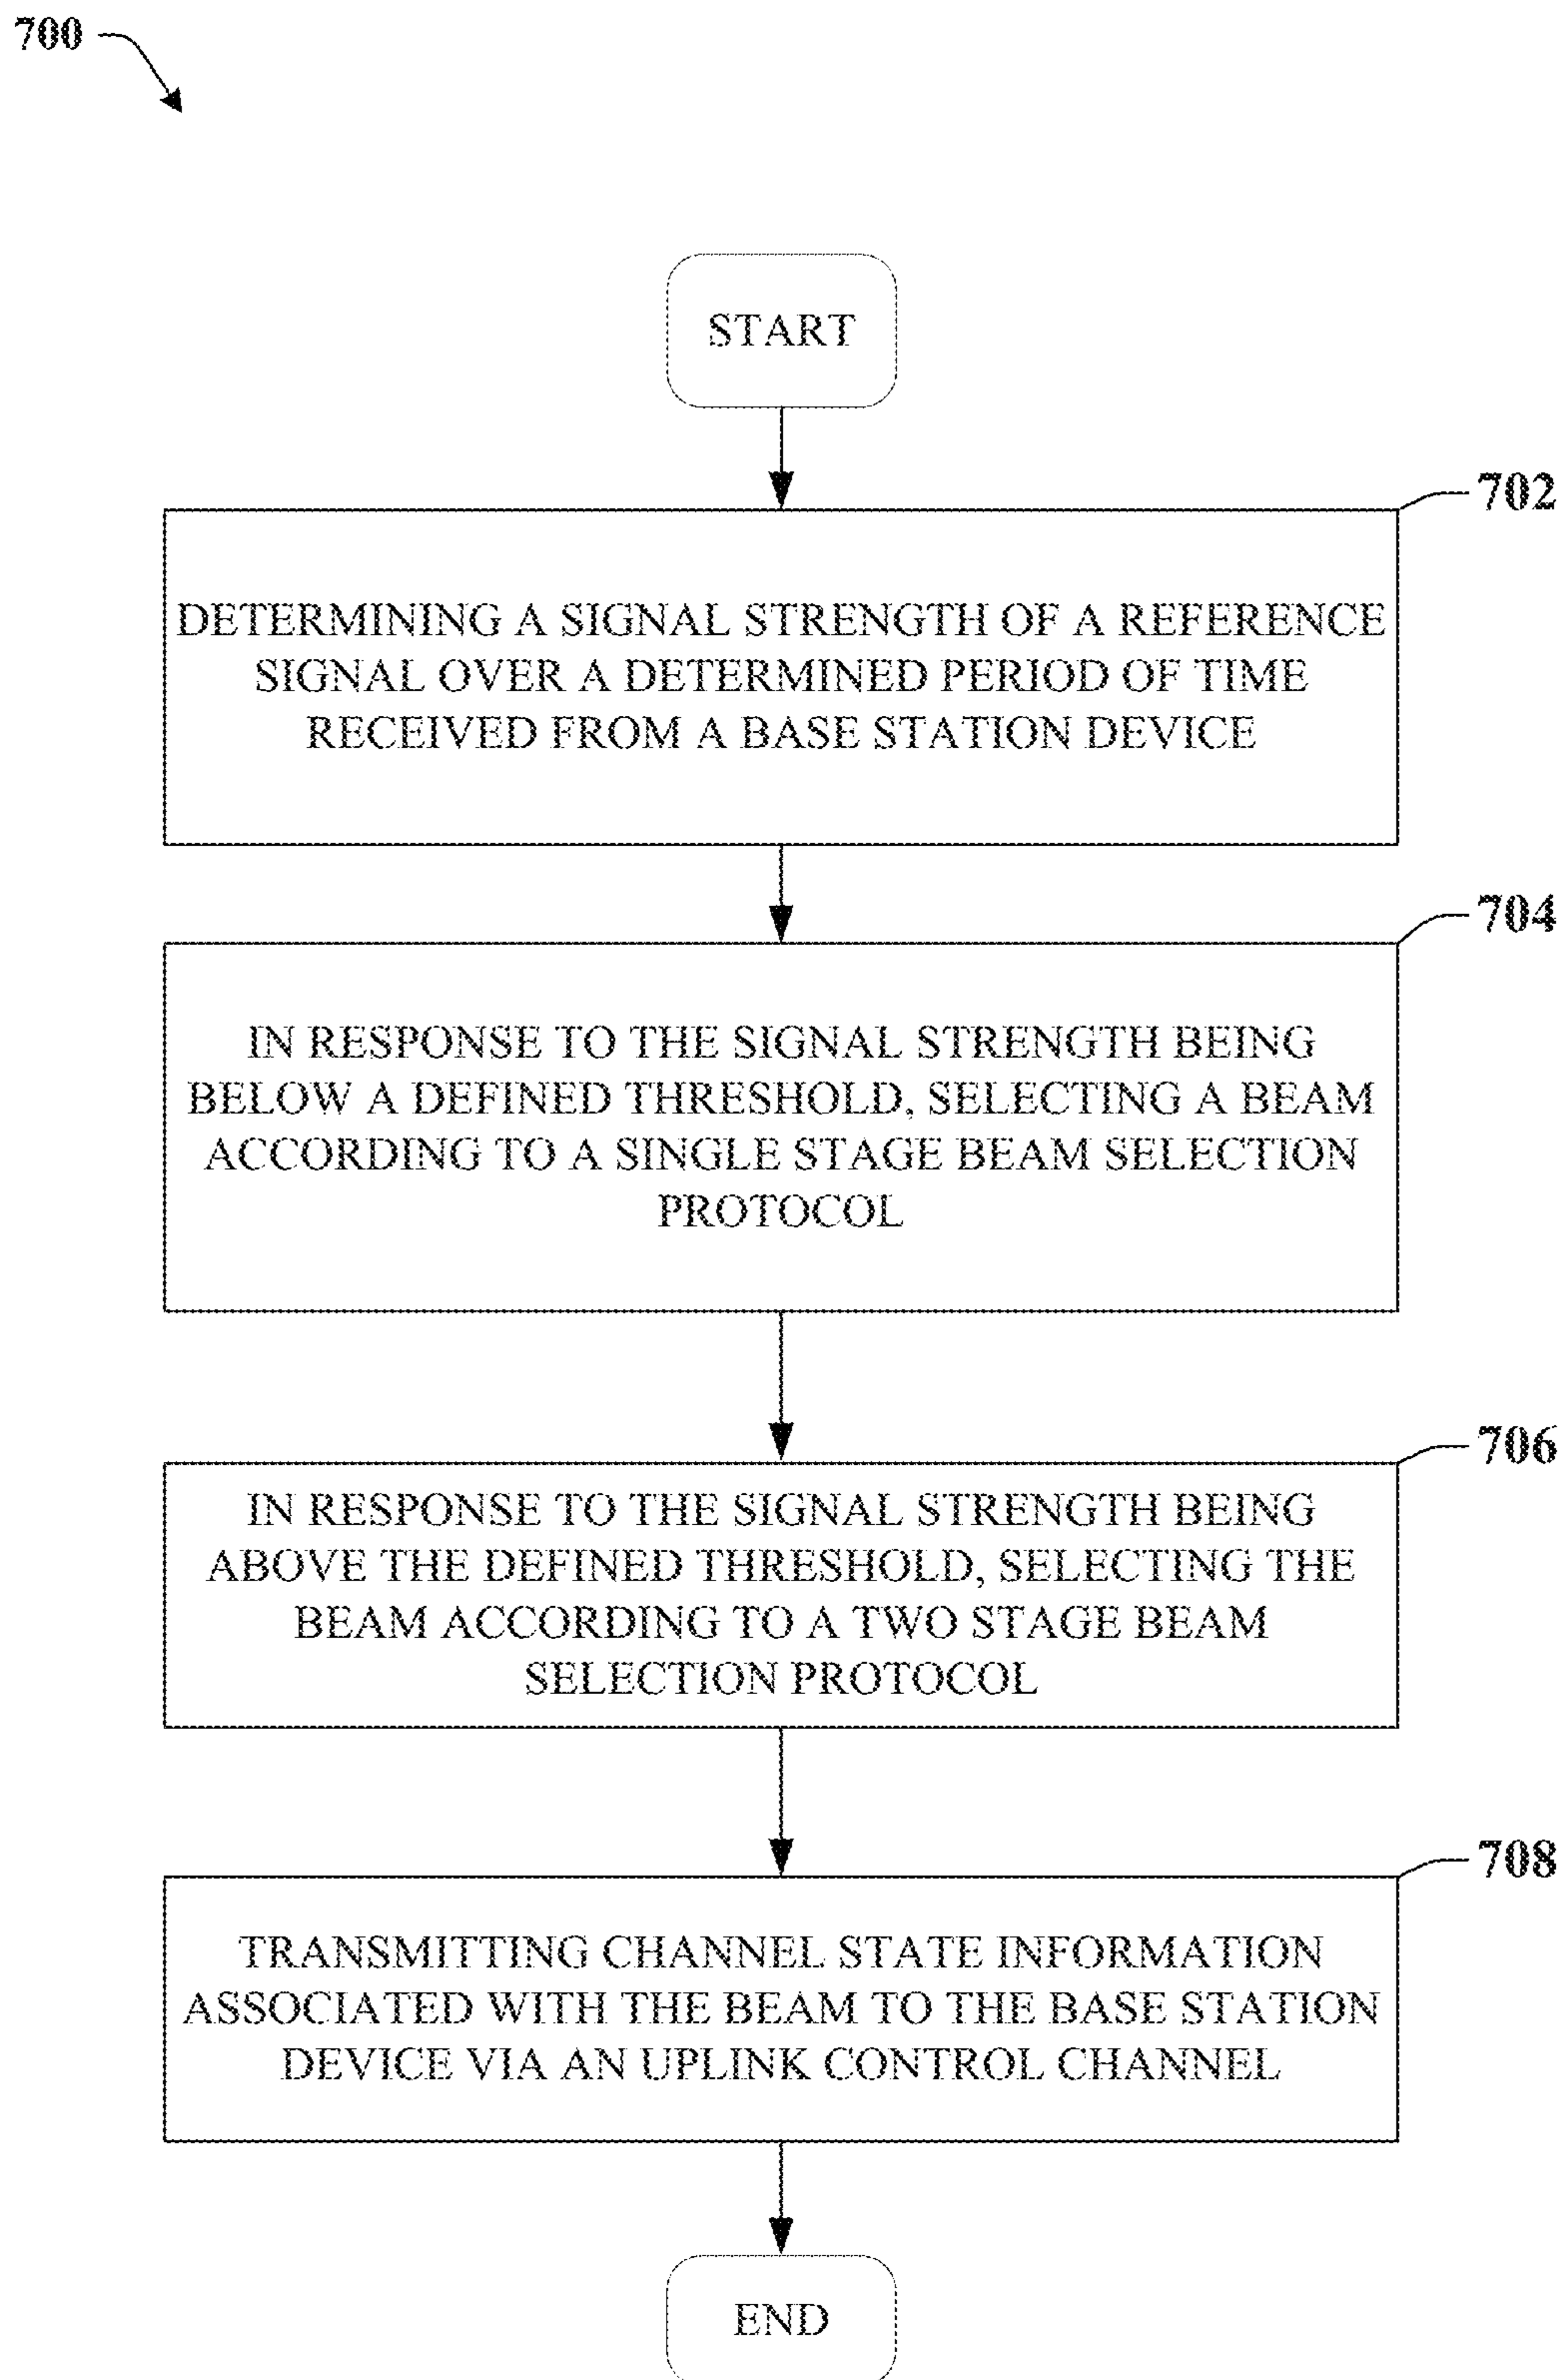 700
START
702
DETERMINING A SIGNAL STRENGTH OF A REFERENCE
SIGNAL OVER A DETERMINED PERIOD OF TIME
RECEIVED FROM A BASE STATION DEVICE
704
IN RESPONSE TO THE SIGNAL STRENGTH BEING
BELOW A DEFINED THRESHOLD, SELECTING A BEAM
ACCORDING TO A SINGLE STAGE BEAM SELECTION
PROTOCOL
706
IN RESPONSE TO THE SIGNAL STRENGTH BEING
ABOVE THE DEFINED THRESHOLD, SELECTING THE
BEAM ACCORDING TO A TWO STAGE BEAM
SELECTION PROTOCOL
708
TRANSMITTING CHANNEL STATE INFORMATION
ASSOCIATED WITH THE BEAM TO THE BASE STATION
DEVICE VIA AN UPLINK CONTROL CHANNEL
END